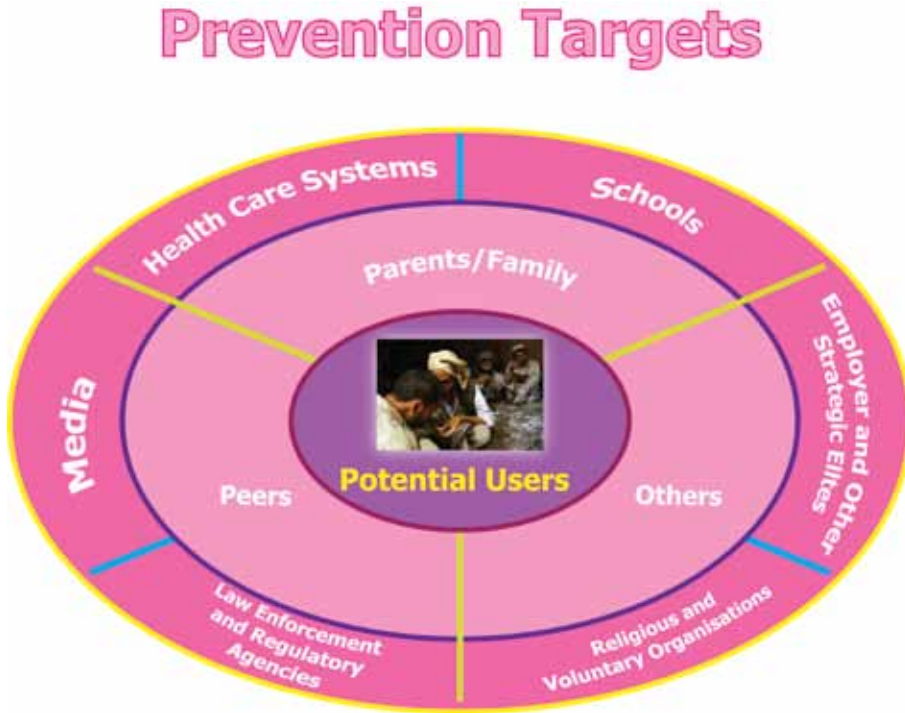 Prevention Targets
Health Care Systems
Schools
Parents/Family
Employer and Other
Strategic Elites
Media
Potential Users
Peers
Others
Law Enforcement
and Regulatory
Agencies
Religious and
Voluntary Organisations